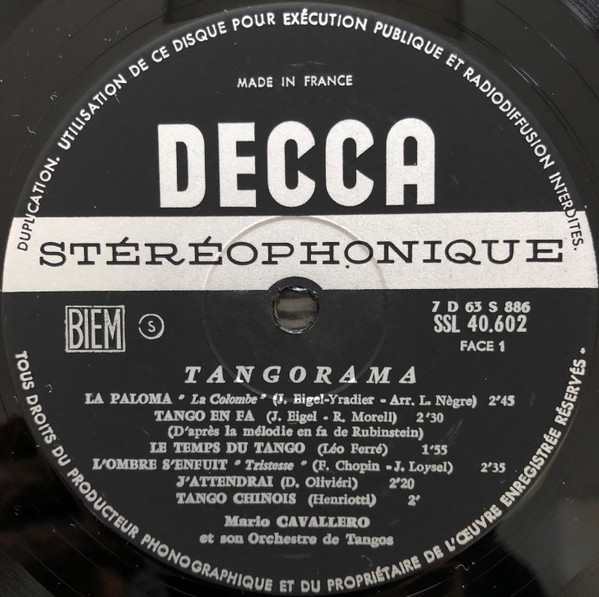 DUPLICATION. UTILISATION DE CE DISQUE POUR EXÉCUTION PUBLIQUE ET RADIODIFFUSION INTERDITES.
MADE IN FRANCE
DECCA
STÉRÉOPHONIQUE
BIEM
S
7 D 63 S 886
SSL 40.602
FACE 1
TANGORAMA
LA PALOMA "La Colombe" (J. Eigel-Yradier - Arr. L. Nègre) 2'45
TANGO EN FA (J. Eigel - R. Morell) 2'30
(D'après la mélodie en fa de Rubinstein)
LE TEMPS DU TANGO (Léo Ferré) 1'55
L'OMBRE S'ENFUIT "Tristesse" (F. Chopin - J. Loysel) 2'35
J'ATTENDRAI (D. Oliviéri) 2'20
TANGO CHINOIS (Henriotti) 2'
Mario CAVALLERO
et son Orchestre de Tangos
TOUS DROITS DU PRODUCTEUR PHONOGRAPHIQUE ET DU PROPRIÉTAIRE DE L'ŒUVRE ENREGISTRÉE RÉSERVÉS •